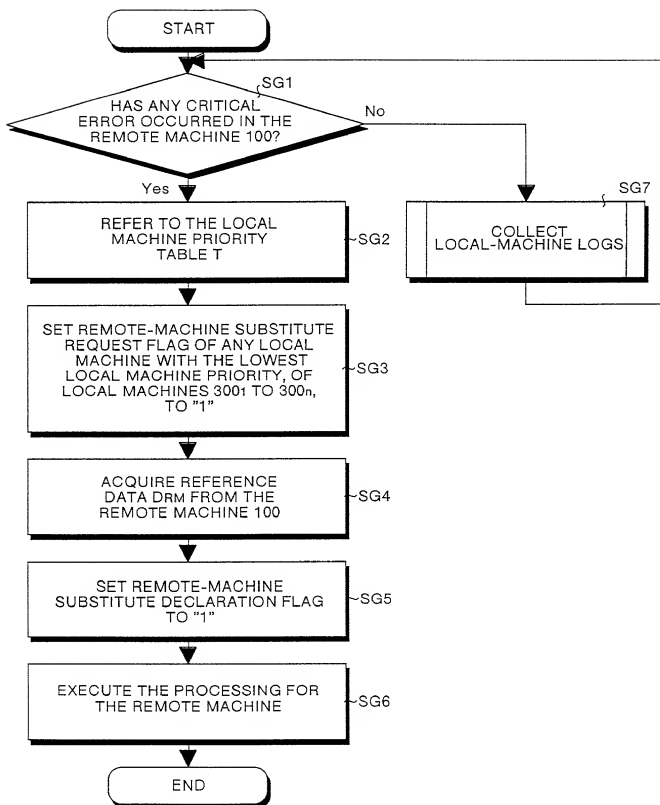 START
SG1
HAS ANY CRITICAL
ERROR OCCURRED IN THE
REMOTE MACHINE 100?
No
Yes
SG7
COLLECT
LOCAL-MACHINE LOGS
REFER TO THE LOCAL
MACHINE PRIORITY
TABLE T
SG2
SET REMOTE-MACHINE SUBSTITUTE
REQUEST FLAG OF ANY LOCAL
MACHINE WITH THE LOWEST
LOCAL MACHINE PRIORITY, OF
LOCAL MACHINES 300₁ TO 300ₙ,
TO "1"
SG3
ACQUIRE REFERENCE
DATA DRM FROM THE
REMOTE MACHINE 100
SG4
SET REMOTE-MACHINE
SUBSTITUTE DECLARATION FLAG
TO "1"
SG5
EXECUTE THE PROCESSING FOR
THE REMOTE MACHINE
SG6
END